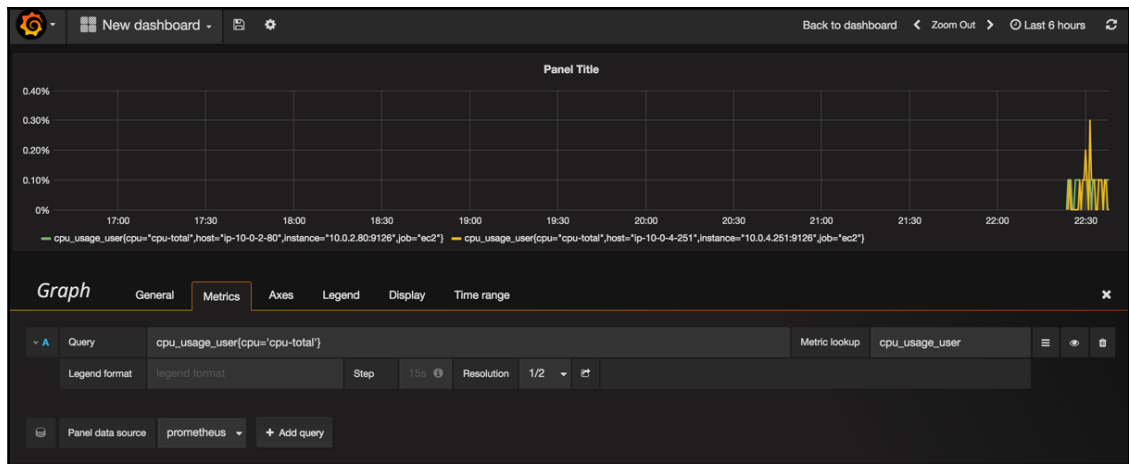 New dashboard Back to dashboard Zoom Out Last 6 hours
Panel Title
0.40%
0.30%
0.20%
0.10%
0%
17:00 17:30 18:00 18:30 19:00 19:30 20:00 20:30 21:00 21:30 22:00 22:30
cpu_usage_user{cpu="cpu-total",host="ip-10-0-2-80",instance="10.0.2.80:9126",job="ec2"} cpu_usage_user{cpu="cpu-total",host="ip-10-0-4-251",instance="10.0.4.251:9126",job="ec2"}
Graph General Metrics Axes Legend Display Time range
A Query cpu_usage_user{cpu='cpu-total'} Metric lookup cpu_usage_user
Legend format legend format Step 15s Resolution 1/2
Panel data source prometheus + Add query